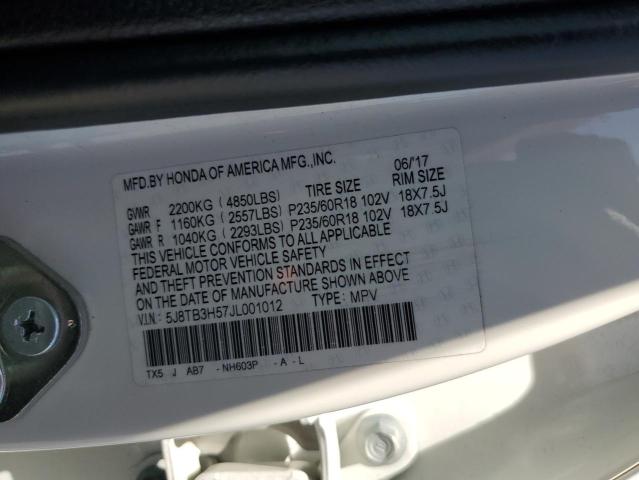 MFD.BY HONDA OF AMERICA MFG.,INC. 06/17
TIRE SIZE RIM SIZE
GVWR 2200KG ( 4850LBS)
GAWR F 1160KG ( 2557LBS) P235/60R18 102V 18X7.5J
GAWR R 1040KG ( 2293LBS) P235/60R18 102V 18X7.5J
THIS VEHICLE CONFORMS TO ALL APPLICABLE
FEDERAL MOTOR VEHICLE SAFETY
AND THEFT PREVENTION STANDARDS IN EFFECT
ON THE DATE OF MANUFACTURE SHOWN ABOVE
V.I.N.: 5J8TB3H57JL001012 TYPE: MPV
TX5 J AB7 -NH603P -A-L